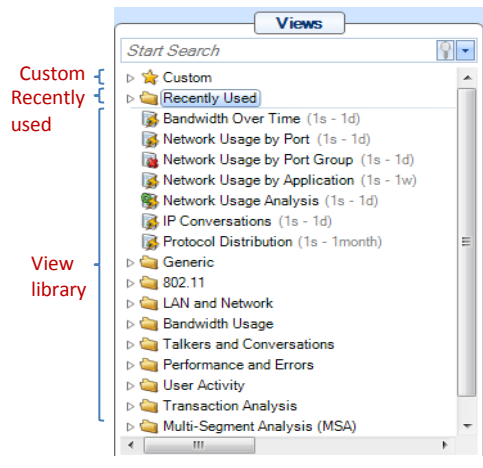 Views
Start Search
Custom
Custom
Recently
used
Recently Used
Bandwidth Over Time (1s - 1d)
Network Usage by Port (1s - 1d)
Network Usage by Port Group (1s - 1d)
Network Usage by Application (1s - 1w)
Network Usage Analysis (1s - 1d)
IP Conversations (1s - 1d)
Protocol Distribution (1s - 1month)
View
library
Generic
802.11
LAN and Network
Bandwidth Usage
Talkers and Conversations
Performance and Errors
User Activity
Transaction Analysis
Multi-Segment Analysis (MSA)